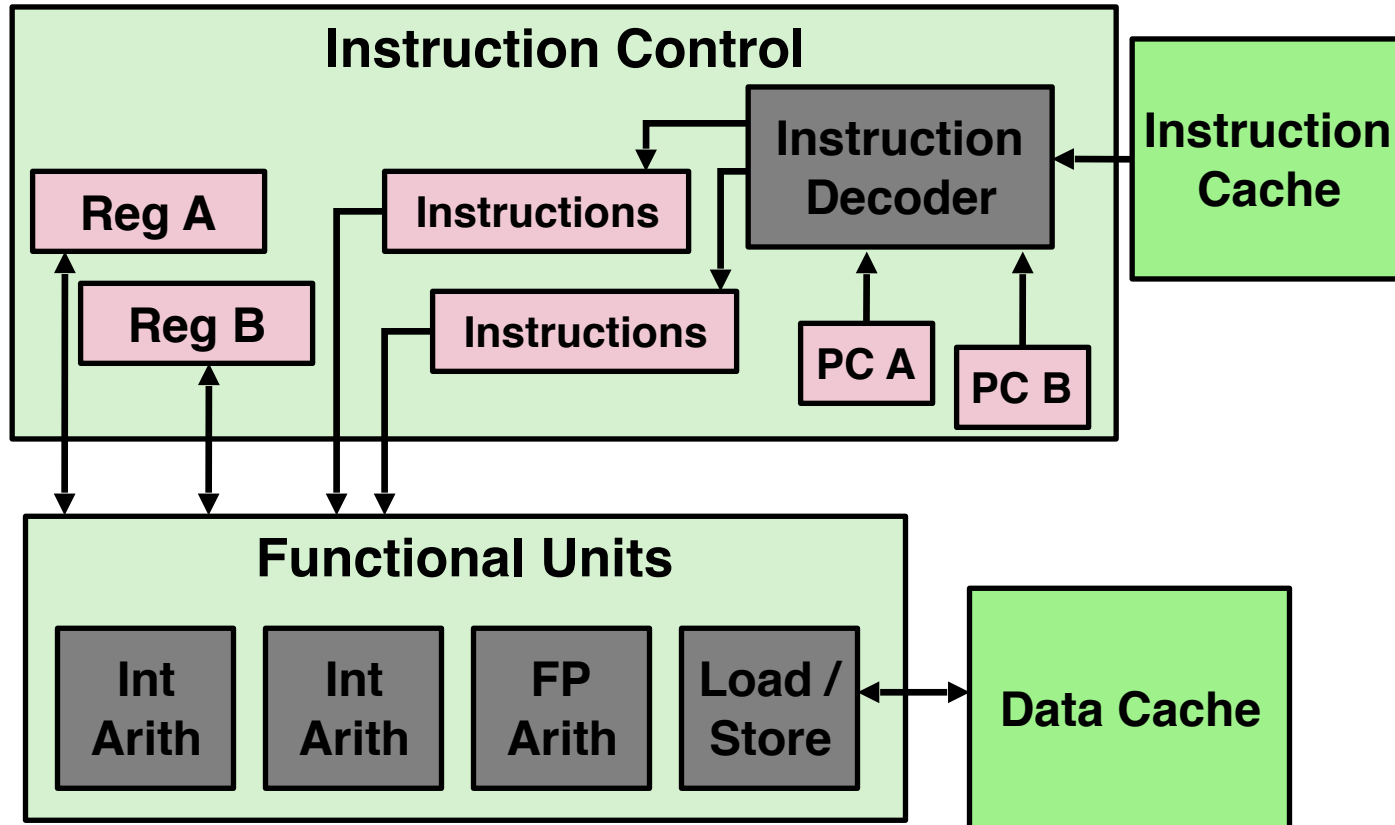 Instruction Control
Instruction
Decoder
Instruction
Cache
Reg A
Instructions
Reg B
Instructions
PC A
PC B
Functional Units
Int
Arith
Int
Arith
FP
Arith
Load /
Store
Data Cache